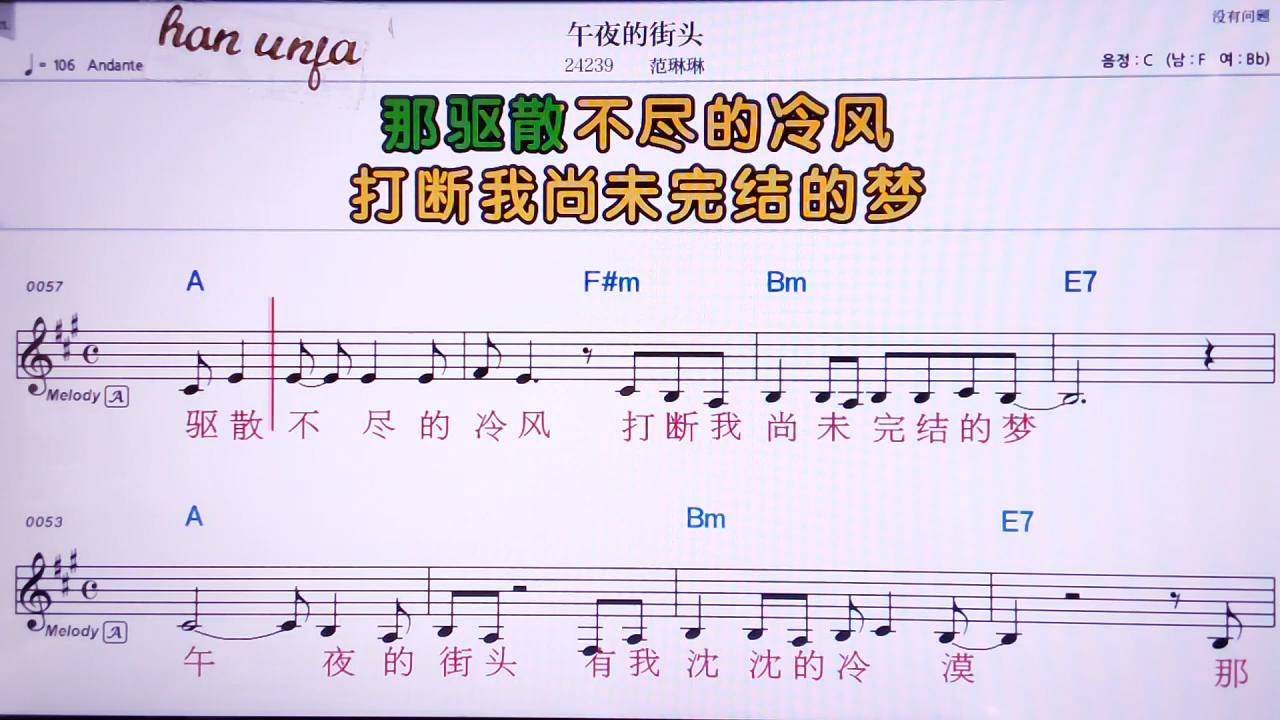 han unfa
午夜的街头
没有问题
♩= 106 Andante
24239 范琳琳
음정 : C (남 : F 여 : Bb)
那驱散不尽的冷风
打断我尚未完结的梦
0057 A F#m Bm E7
Melody A
驱散不尽的冷风 打断我尚未完结的梦
0053 A Bm E7
Melody A
午夜的街头 有我沈沈的冷漠 那